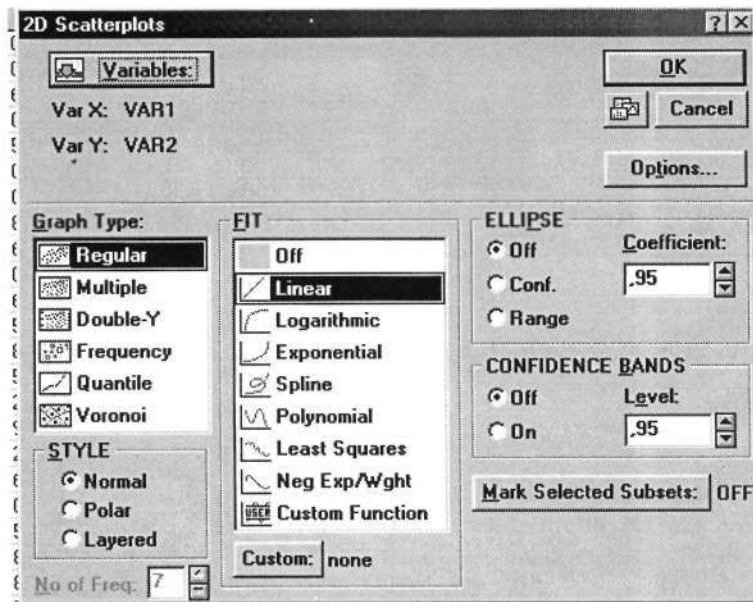 2D Scatterplots
Variables:
OK
Var X: VAR1
Cancel
Var Y: VAR2
Options...
Graph Type:
Regular
Multiple
Double-Y
Frequency
Quantile
Voronoi
STYLE
Normal
Polar
Layered
No of Freq: 7
FIT
Off
Linear
Logarithmic
Exponential
Spline
Polynomial
Least Squares
Neg Exp/Wght
USER Custom Function
Custom: none
ELLIPSE
Off
Conf.
Range
Coefficient:
,95
CONFIDENCE BANDS
Off
On
Level:
,95
Mark Selected Subsets: OFF